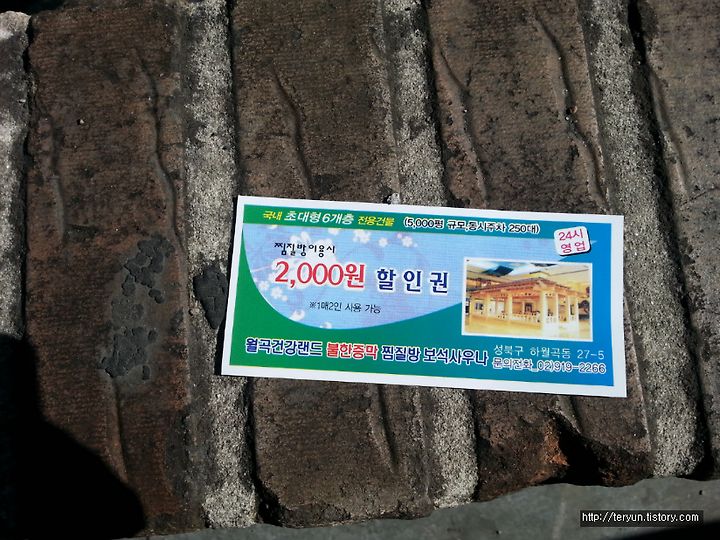 국내 초대형 6개층 전용건물 (5,000평 규모,동시주차 250대)
24시
영업
찜질방이용시
2,000원 할인권
※1매2인 사용 가능
월곡건강랜드 불한증막 찜질방 보석사우나
성북구 하월곡동 27-5
문의전화 02)919-2266
http://teryun.tistory.com